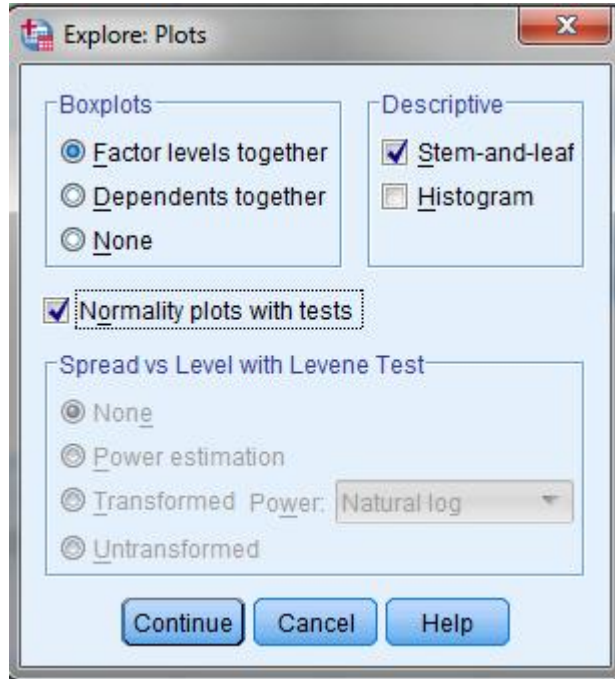 Explore: Plots
Boxplots
Factor levels together
Dependents together
None
Descriptive
Stem-and-leaf
Histogram
Normality plots with tests
Spread vs Level with Levene Test
None
Power estimation
Transformed Power: Natural log
Untransformed
Continue Cancel Help